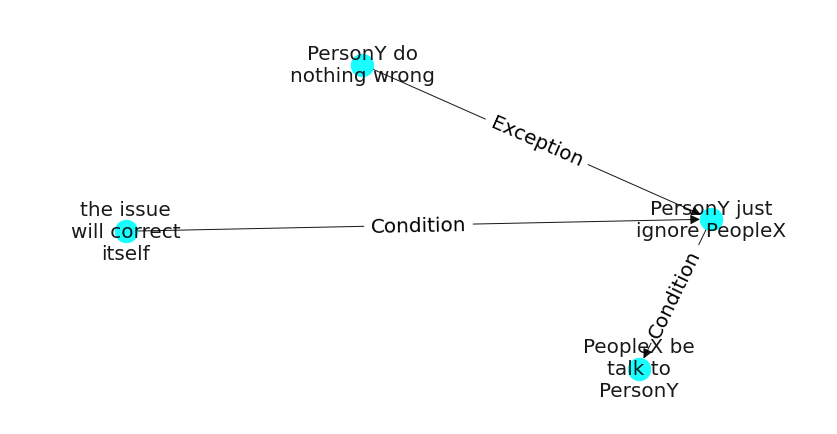 PersonY do
nothing wrong
Exception
the issue
will correct
itself
Condition
PersonY just
ignore PeopleX
Condition
PeopleX be
talk to
PersonY